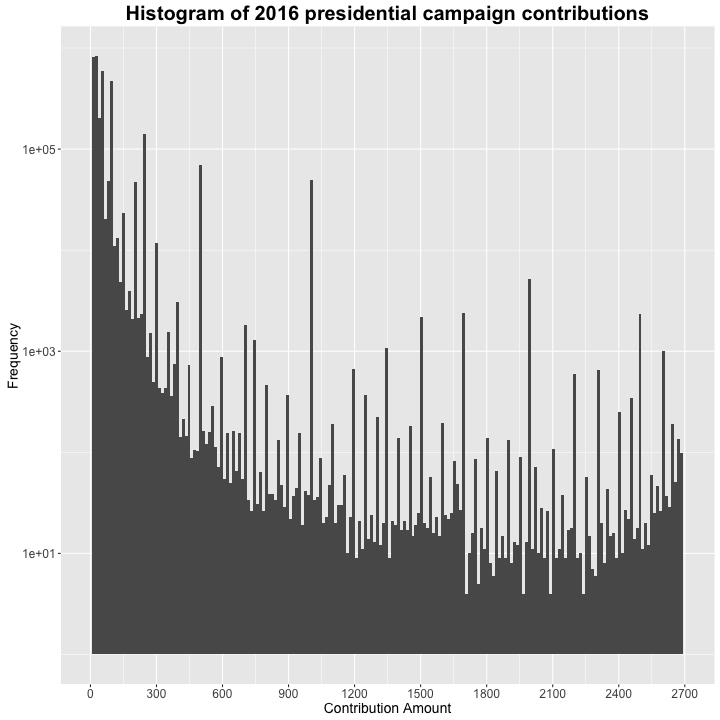 Histogram of 2016 presidential campaign contributions
Frequency
1e+05
1e+03
1e+01
0 300 600 900 1200 1500 1800 2100 2400 2700
Contribution Amount